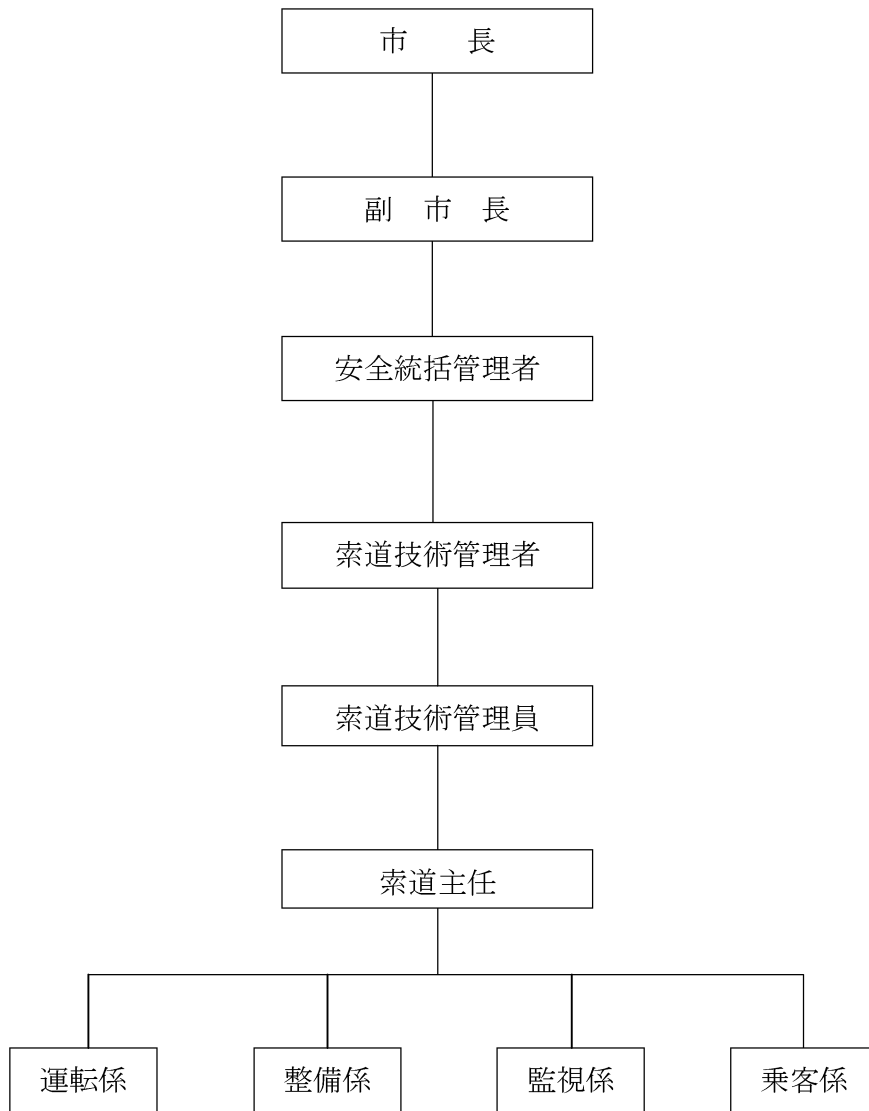 市　　長
副　市　長
安全統括管理者
索道技術管理者
索道技術管理員
索道主任
運転係　整備係　監視係　乗客係